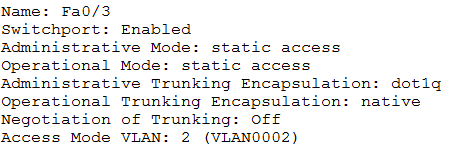 Name: Fa0/3
Switchport: Enabled
Administrative Mode: static access
Operational Mode: static access
Administrative Trunking Encapsulation: dot1q
Operational Trunking Encapsulation: native
Negotiation of Trunking: Off
Access Mode VLAN: 2 (VLAN0002)